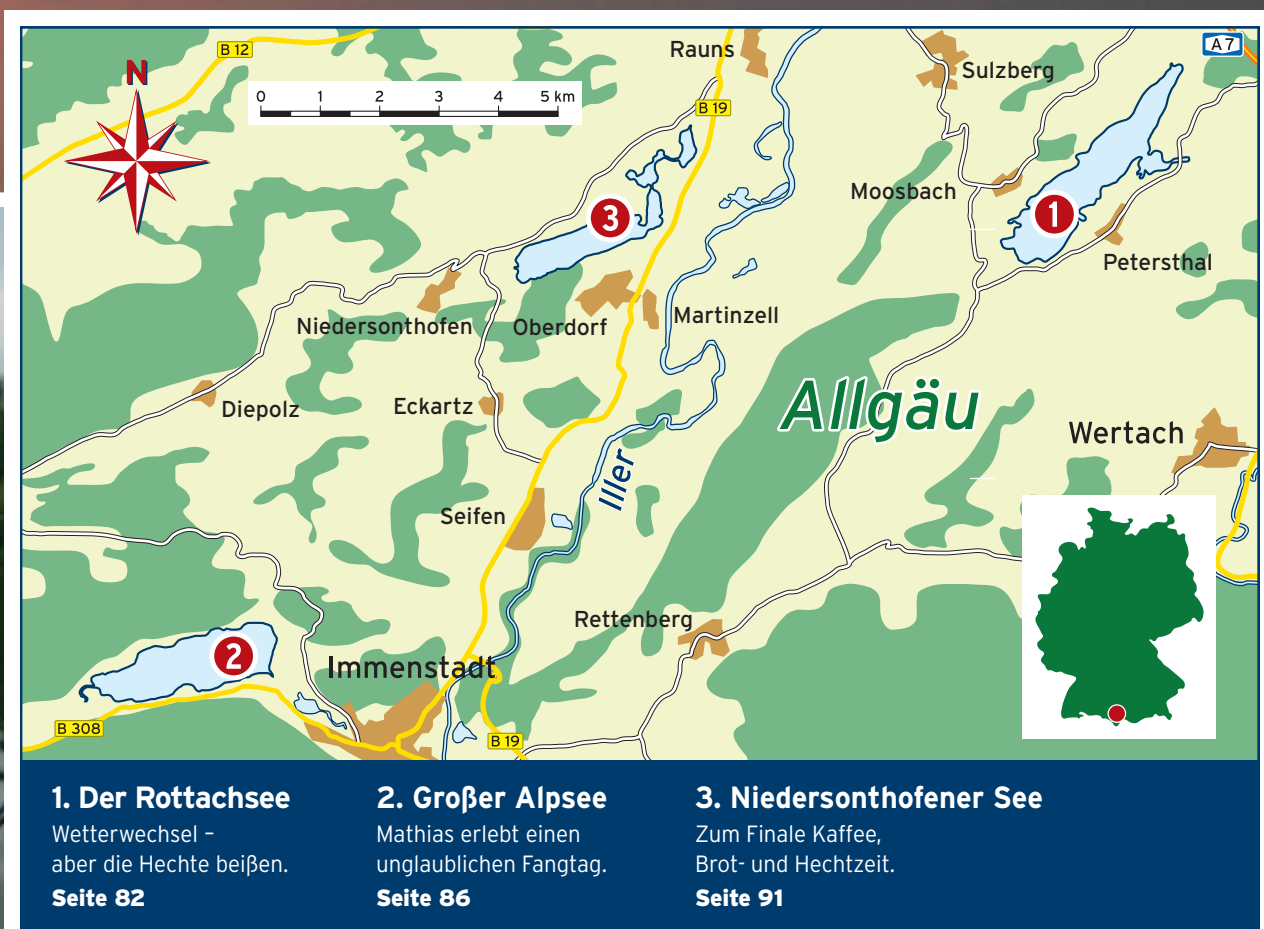 B 12
N
0 1 2 3 4 5 km
Rauns
B 19
Sulzberg
A 7
Moosbach
3
1
Petersthal
Niedersonthofen
Oberdorf
Martinzell
Diepolz
Eckartz
Allgäu
Wertach
Iller
Seifen
Rettenberg
2
Immenstadt
B 308
B 19
1. Der Rottachsee
Wetterwechsel –
aber die Hechte beißen.
Seite 82
2. Großer Alpsee
Mathias erlebt einen
unglaublichen Fangtag.
Seite 86
3. Niedersonthofener See
Zum Finale Kaffee,
Brot- und Hechtzeit.
Seite 91